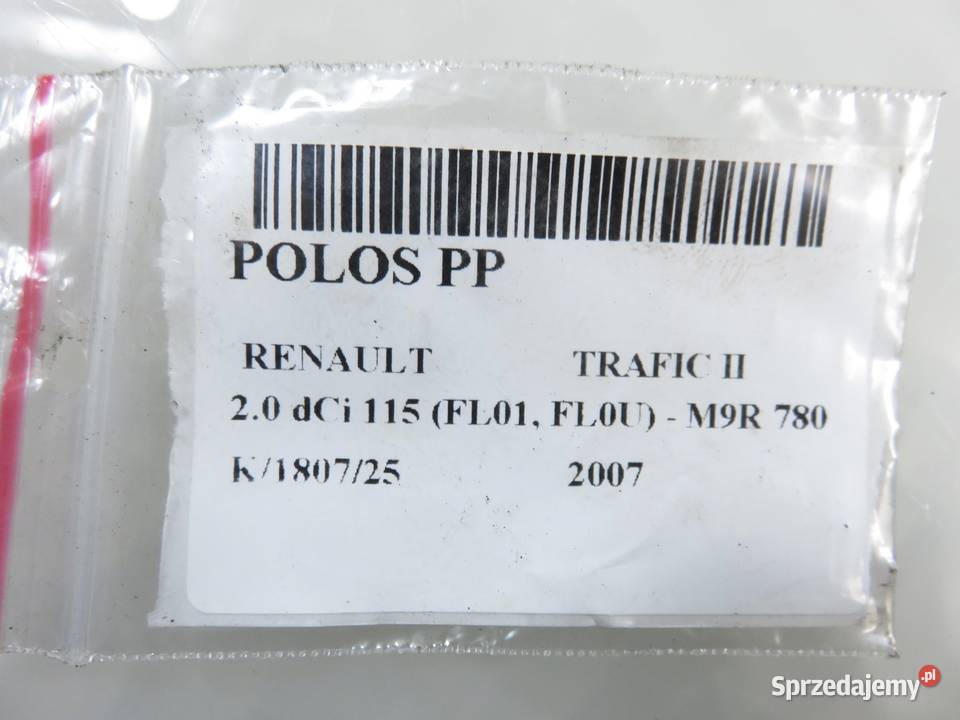 POLOS PP
RENAULT TRAFIC II
2.0 dCi 115 (FL01, FL0U) - M9R 780
K/1807/25 2007
Sprzedajemy.pl